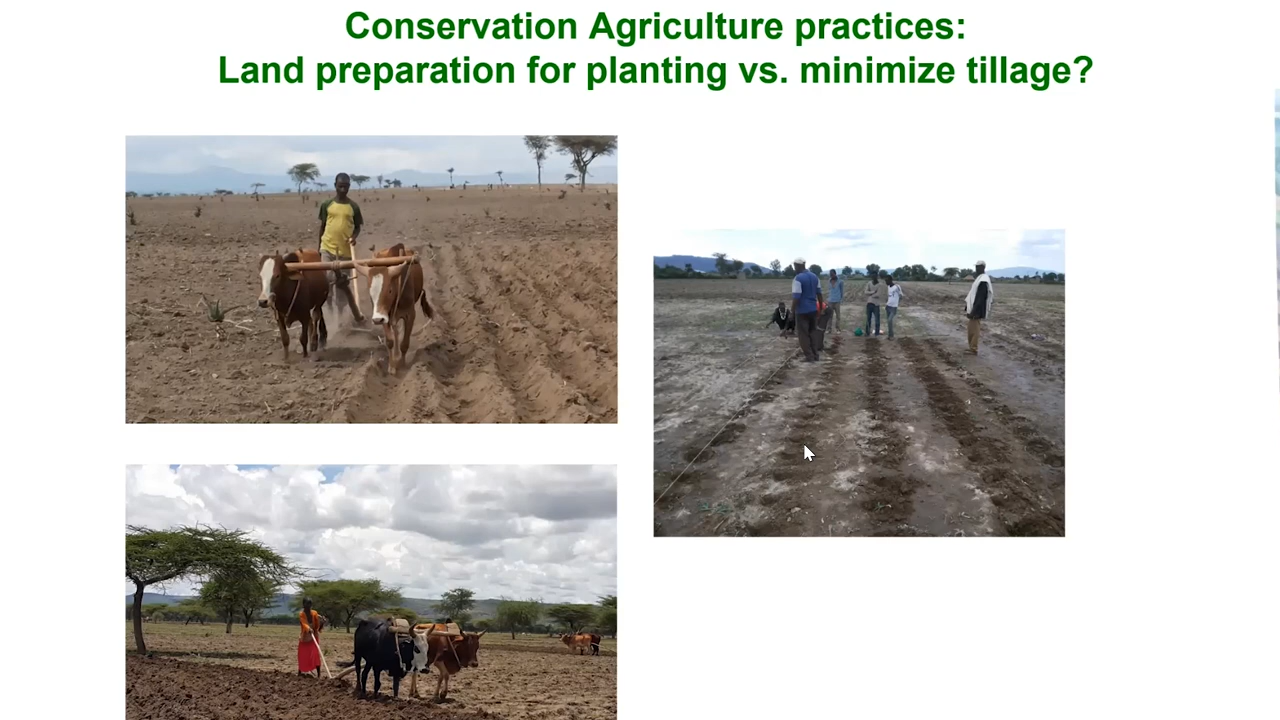 Conservation Agriculture practices:
Land preparation for planting vs. minimize tillage?